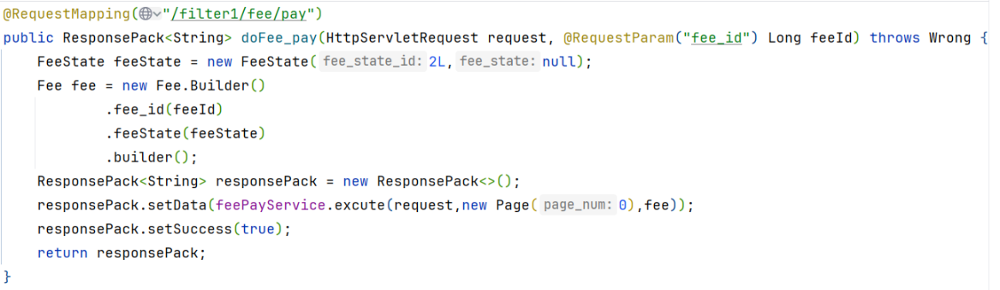 @RequestMapping("/filter1/fee/pay")
public ResponsePack<String> doFee_pay(HttpServletRequest request, @RequestParam("fee_id") Long feeId) throws Wrong {
    FeeState feeState = new FeeState( fee_state_id: 2L, fee_state: null);
    Fee fee = new Fee.Builder()
            .fee_id(feeId)
            .feeState(feeState)
            .builder();
    ResponsePack<String> responsePack = new ResponsePack<>();
    responsePack.setData(feePayService.excute(request,new Page( page_num: 0),fee));
    responsePack.setSuccess(true);
    return responsePack;
}